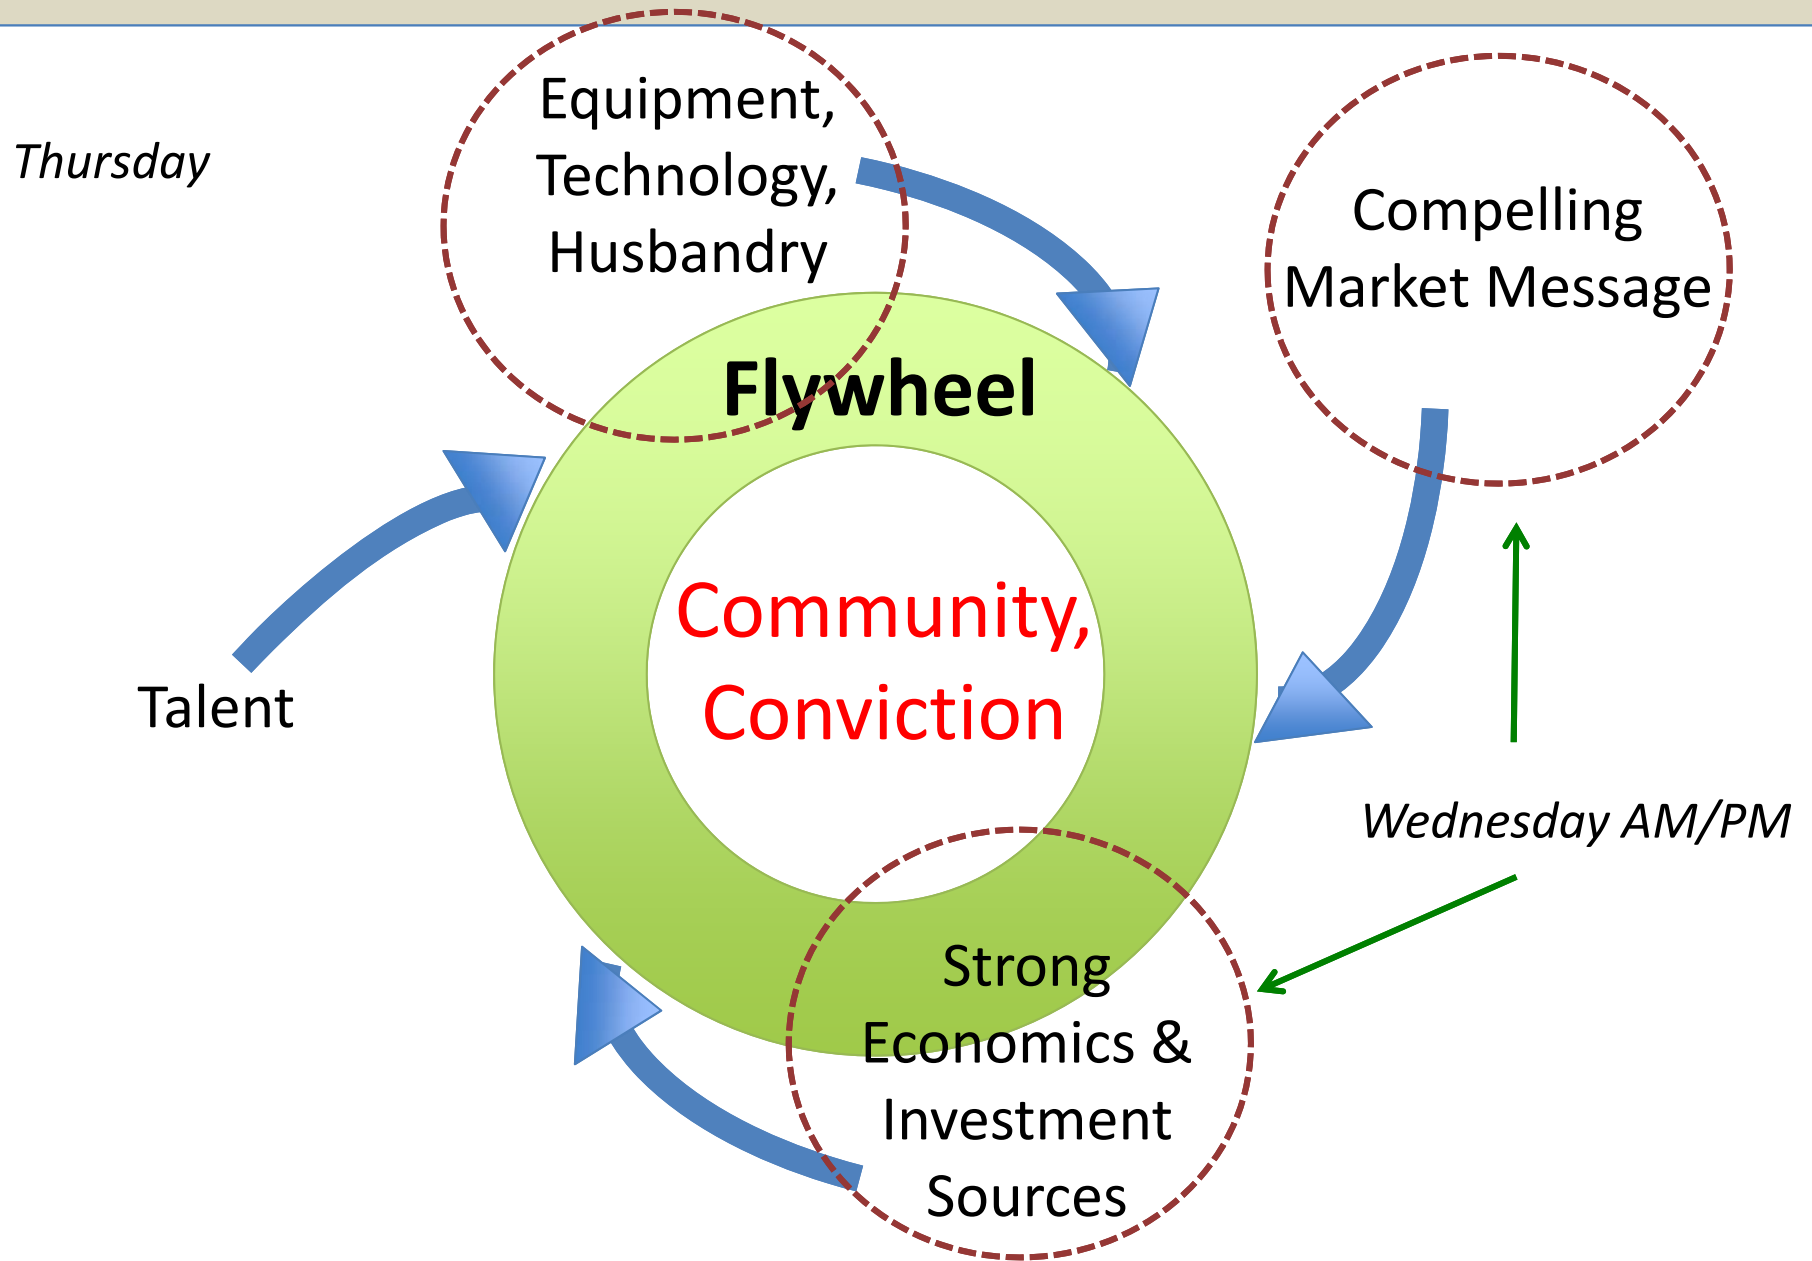 Thursday
Equipment,
Technology,
Husbandry
Compelling
Market Message
Flywheel
Community,
Conviction
Talent
Wednesday AM/PM
Strong
Economics &
Investment
Sources